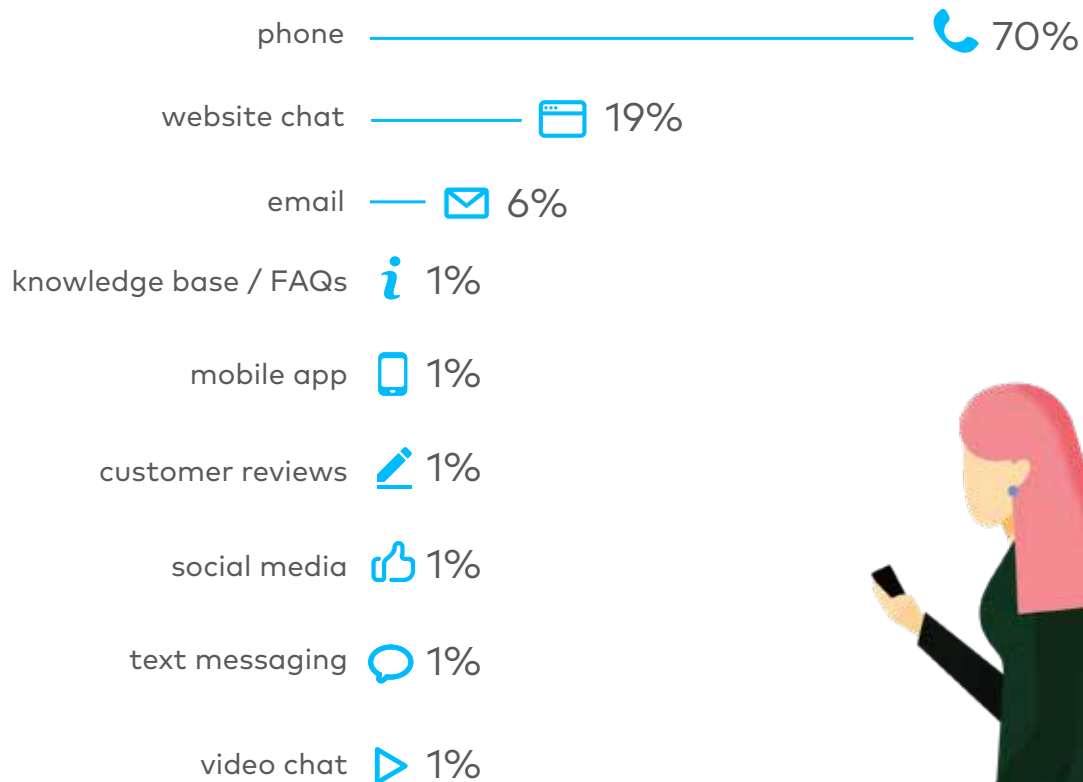 phone 70%
website chat 19%
email 6%
knowledge base / FAQs 1%
mobile app 1%
customer reviews 1%
social media 1%
text messaging 1%
video chat 1%